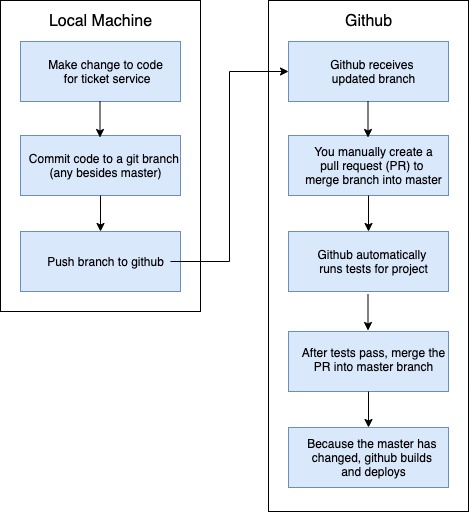 Local Machine
Make change to code
for ticket service
Commit code to a git branch
(any besides master)
Push branch to github
Github
Github receives
updated branch
You manually create a
pull request (PR) to
merge branch into master
Github automatically
runs tests for project
After tests pass, merge the
PR into master branch
Because the master has
changed, github builds
and deploys